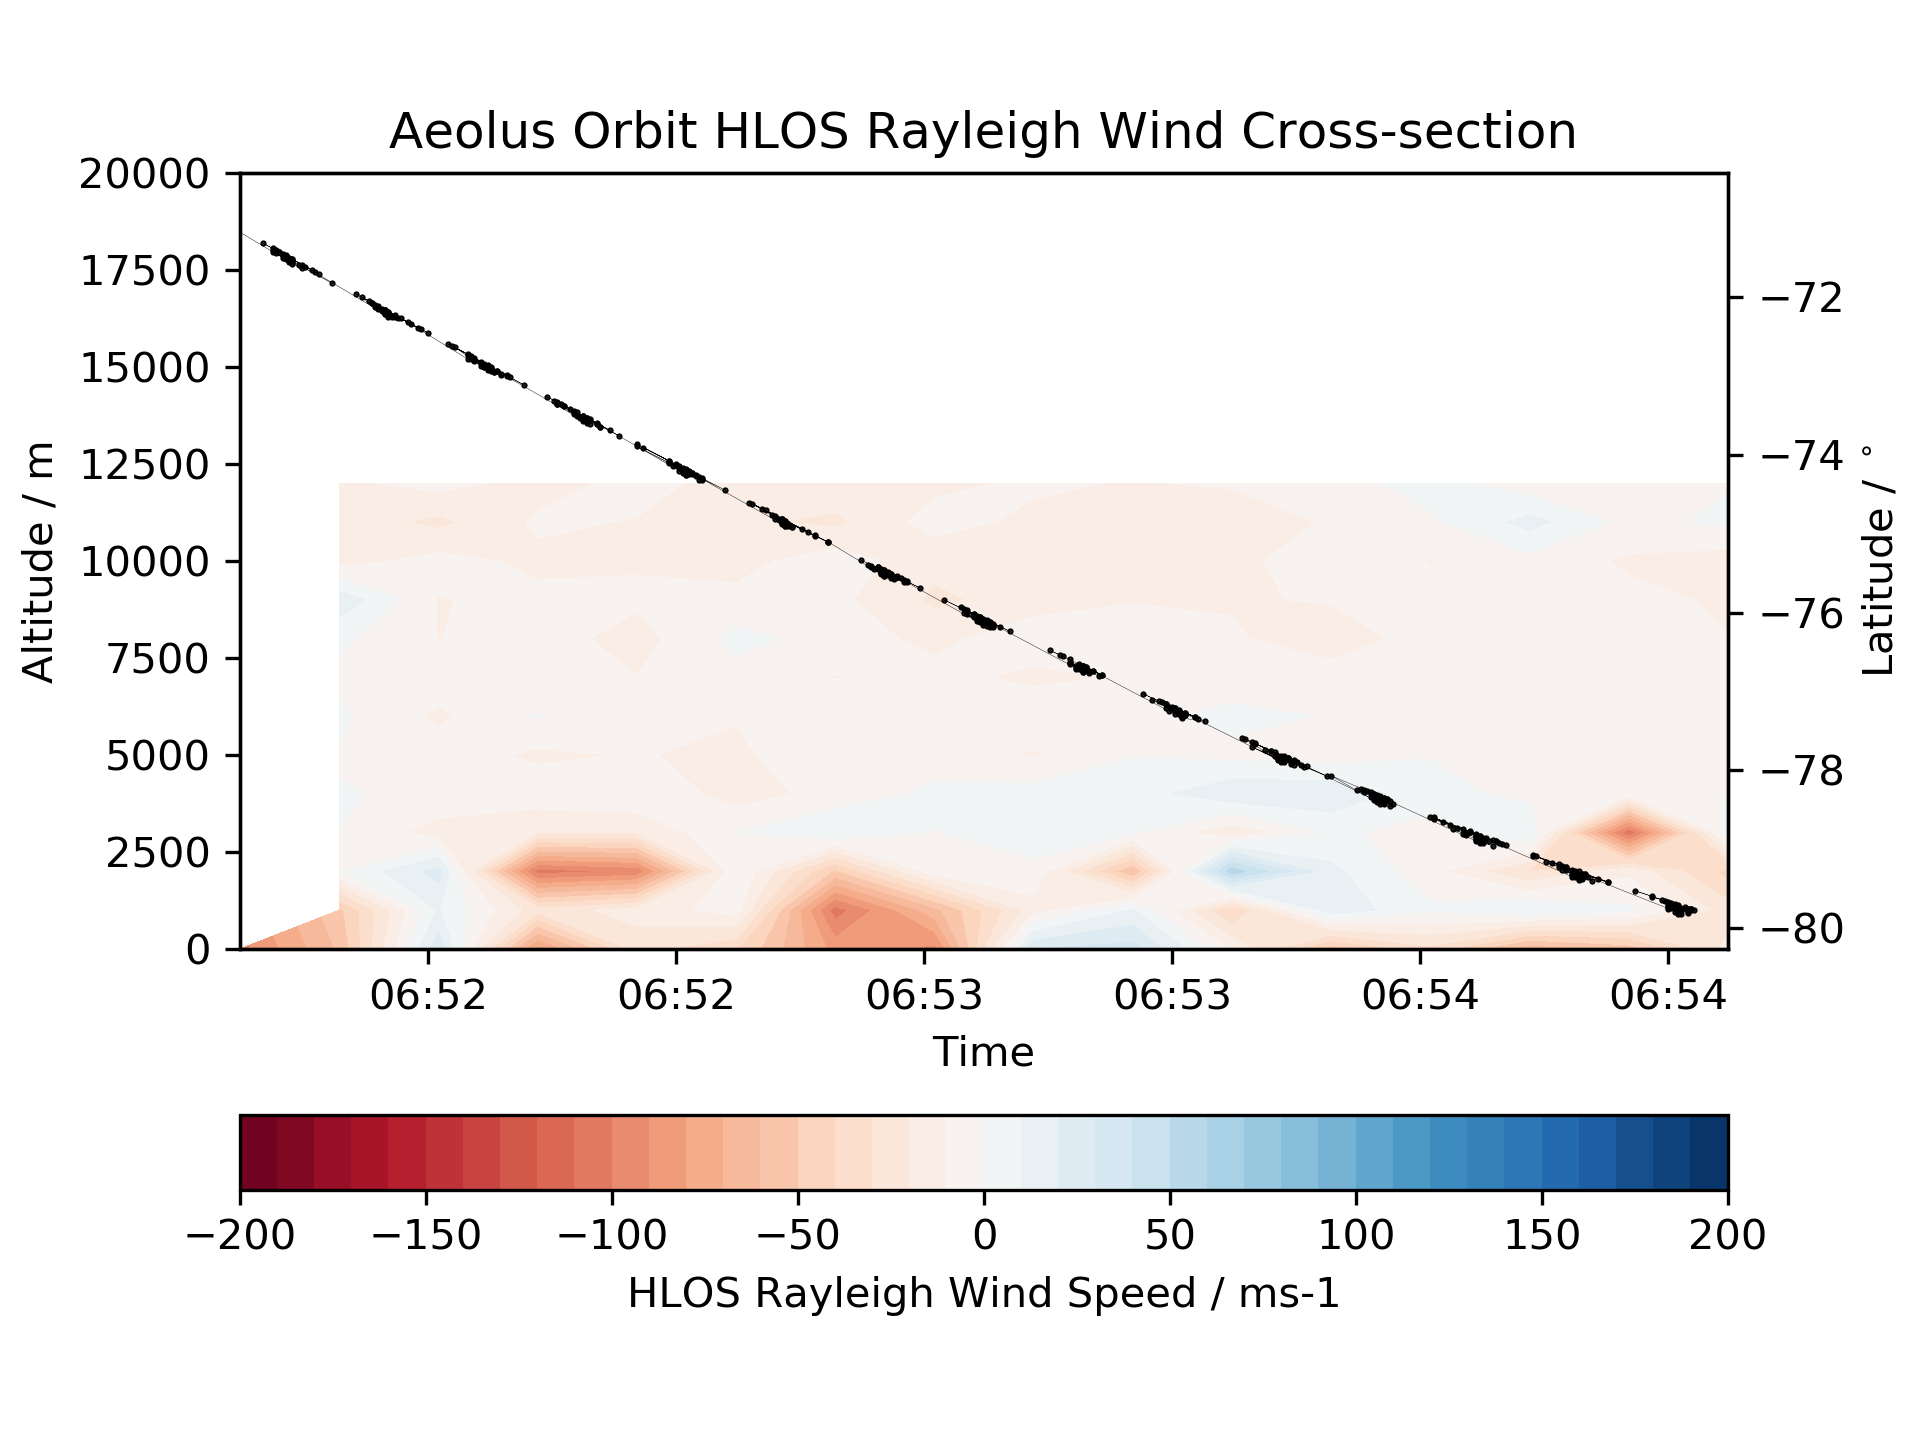 Aeolus Orbit HLOS Rayleigh Wind Cross-section
20000
17500
15000
12500
10000
7500
5000
2500
0
Altitude / m
−72
−74
−76
−78
−80
Latitude / °
06:52 06:52 06:53 06:53 06:54 06:54
Time
−200 −150 −100 −50 0 50 100 150 200
HLOS Rayleigh Wind Speed / ms-1